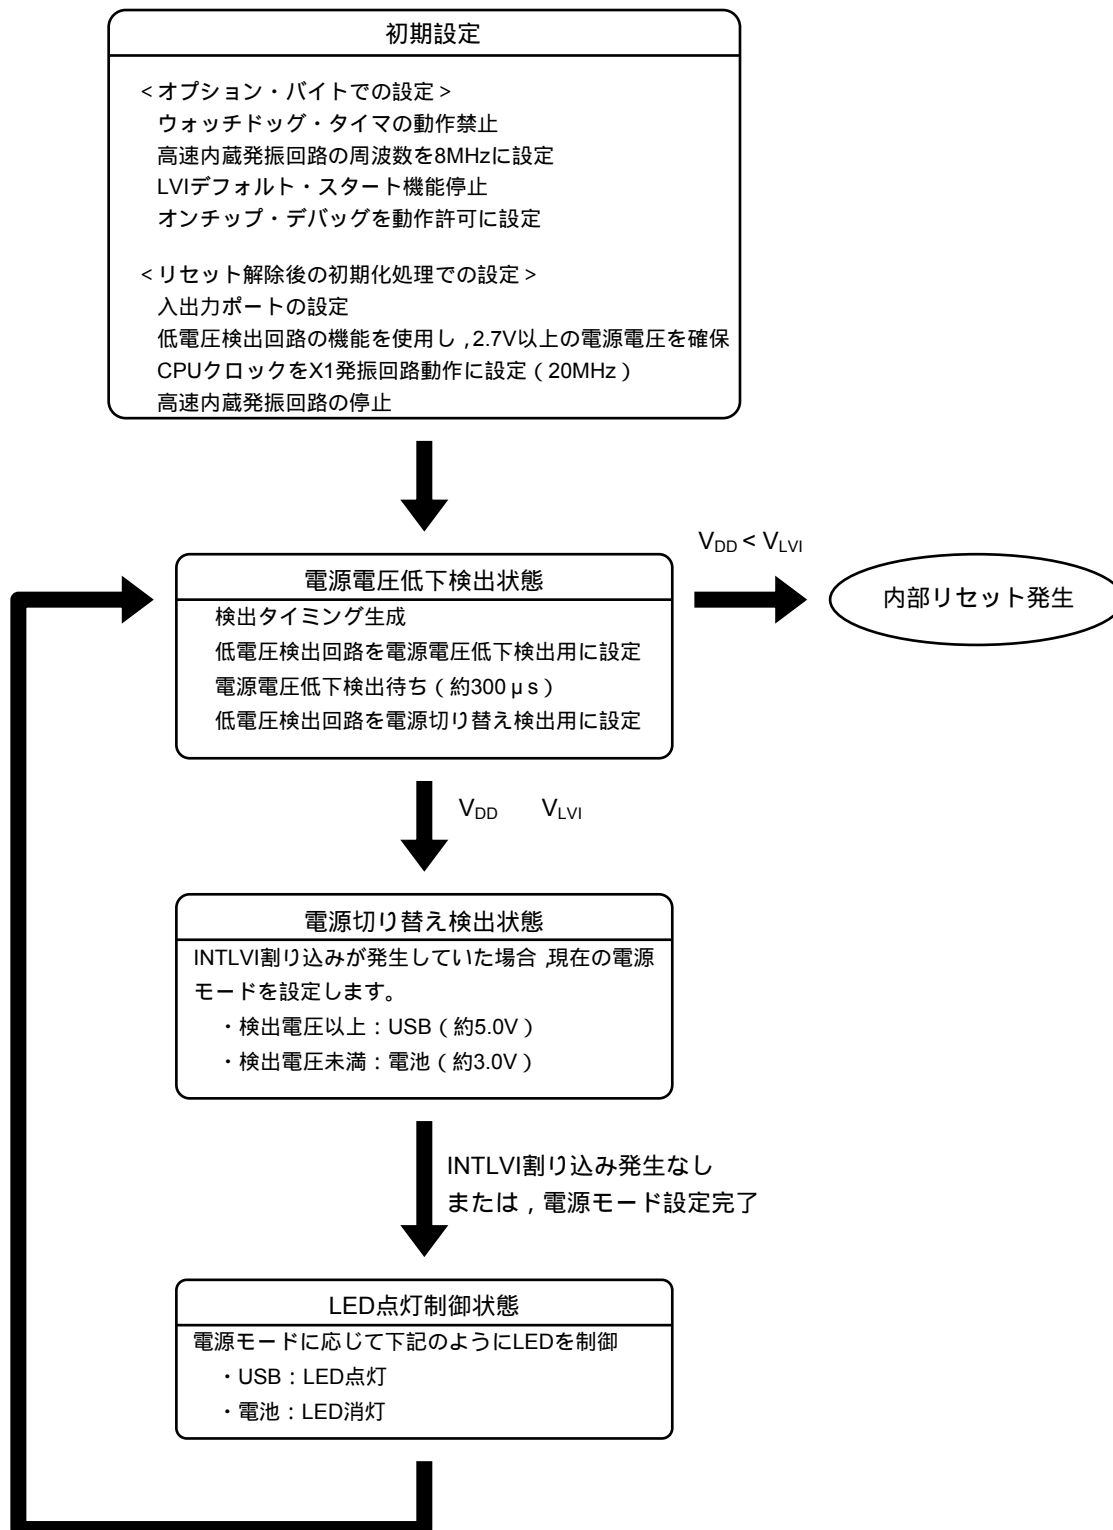 初期設定
<オプション・バイトでの設定>
ウォッチドッグ・タイマの動作禁止
高速内蔵発振回路の周波数を8MHzに設定
LVIデフォルト・スタート機能停止
オンチップ・デバッグを動作許可に設定
<リセット解除後の初期化処理での設定>
入出力ポートの設定
低電圧検出回路の機能を使用し,2.7V以上の電源電圧を確保
CPUクロックをX1発振回路動作に設定(20MHz)
高速内蔵発振回路の停止
VDD < VLVI
電源電圧低下検出状態
検出タイミング生成
低電圧検出回路を電源電圧低下検出用に設定
電源電圧低下検出待ち(約300μs)
低電圧検出回路を電源切り替え検出用に設定
内部リセット発生
VDD VLVI
電源切り替え検出状態
INTLVI割り込みが発生していた場合,現在の電源
モードを設定します。
・検出電圧以上:USB(約5.0V)
・検出電圧未満:電池(約3.0V)
INTLVI割り込み発生なし
または,電源モード設定完了
LED点灯制御状態
電源モードに応じて下記のようにLEDを制御
・USB:LED点灯
・電池:LED消灯